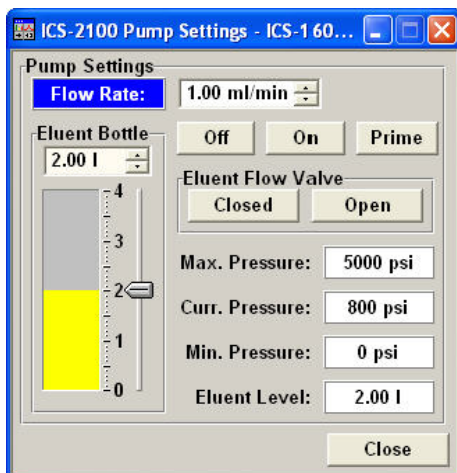 ICS-2100 Pump Settings - ICS-160...
Pump Settings
Flow Rate: 1.00 ml/min
Eluent Bottle
2.00 l
Off On Prime
Eluent Flow Valve
Closed Open
4
3
2
1
0
Max. Pressure: 5000 psi
Curr. Pressure: 800 psi
Min. Pressure: 0 psi
Eluent Level: 2.00 l
Close